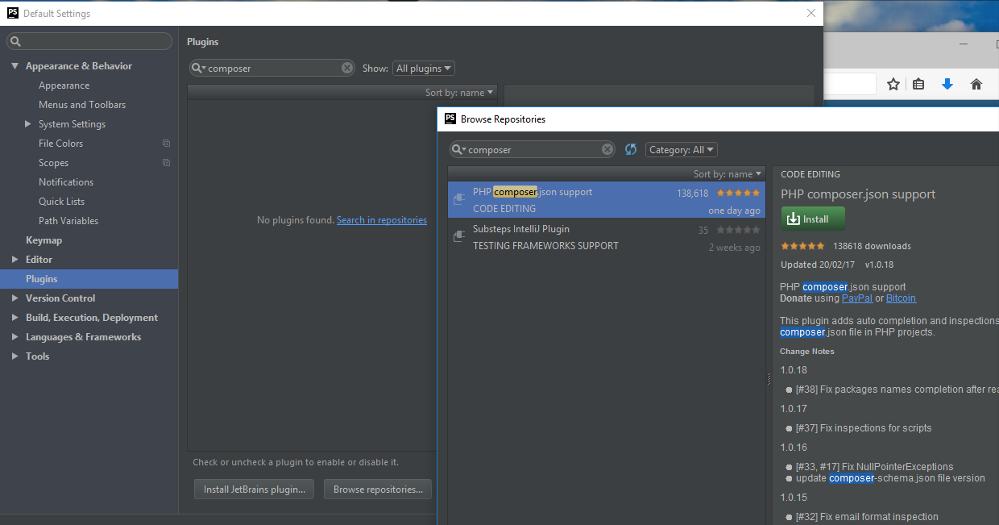 PS Default Settings
Appearance & Behavior
Appearance
Menus and Toolbars
System Settings
File Colors
Scopes
Notifications
Quick Lists
Path Variables
Keymap
Editor
Plugins
Version Control
Build, Execution, Deployment
Languages & Frameworks
Tools
Plugins
composer Show: All plugins
Sort by: name
No plugins found. Search in repositories
Check or uncheck a plugin to enable or disable it.
Install JetBrains plugin... Browse repositories...
PS Browse Repositories
composer Category: All
Sort by: name
PHP composer.json support 138,618
CODE EDITING one day ago
Substeps IntelliJ Plugin 35
TESTING FRAMEWORKS SUPPORT 2 weeks ago
CODE EDITING
PHP composer.json support
Install
138618 downloads
Updated 20/02/17 v1.0.18
PHP composer.json support
Donate using PayPal or Bitcoin
This plugin adds auto completion and inspections
composer.json file in PHP projects.
Change Notes
1.0.18
[#38] Fix packages names completion after rea
1.0.17
[#37] Fix inspections for scripts
1.0.16
[#33, #17] Fix NullPointerExceptions
update composer-schema.json file version
1.0.15
[#32] Fix email format inspection